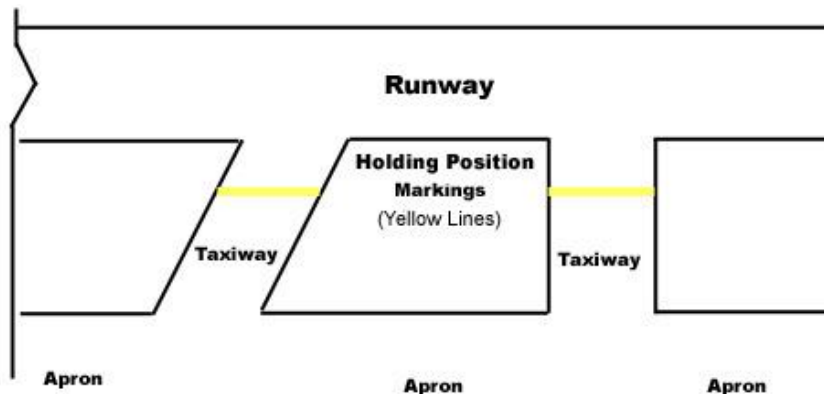 Runway
Holding Position
Markings
(Yellow Lines)
Taxiway
Taxiway
Apron
Apron
Apron